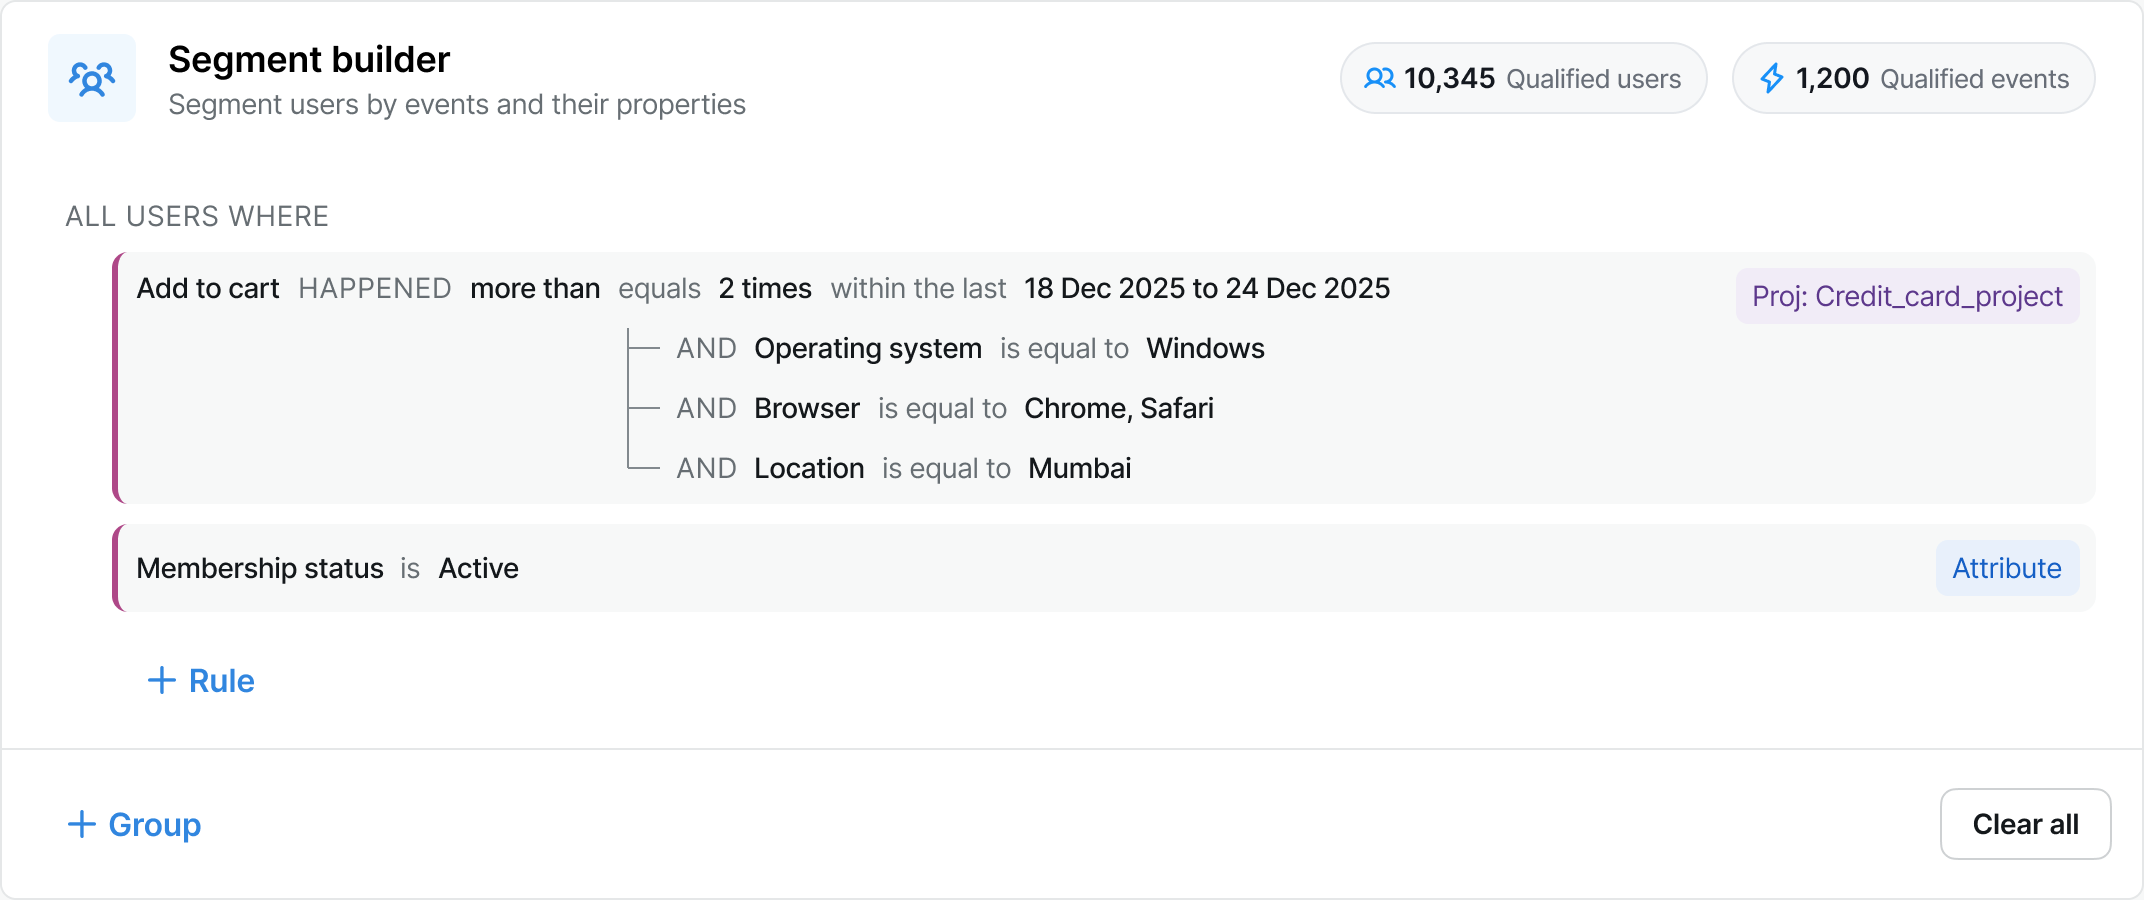 Segment builder
Segment users by events and their properties
10,345 Qualified users
1,200 Qualified events
ALL USERS WHERE
Add to cart HAPPENED more than equals 2 times within the last 18 Dec 2025 to 24 Dec 2025
Proj: Credit_card_project
AND Operating system is equal to Windows
AND Browser is equal to Chrome, Safari
AND Location is equal to Mumbai
Membership status is Active
Attribute
+ Rule
+ Group
Clear all